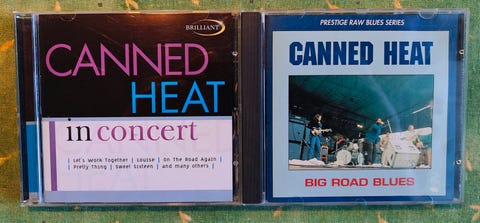 BRILLIANT
CANNED
HEAT
in concert
| Let's Work Together | Louise | On The Road Again |
| Pretty Thing | Sweet Sixteen | and many others |
PRESTIGE RAW BLUES SERIES
CANNED HEAT
BIG ROAD BLUES